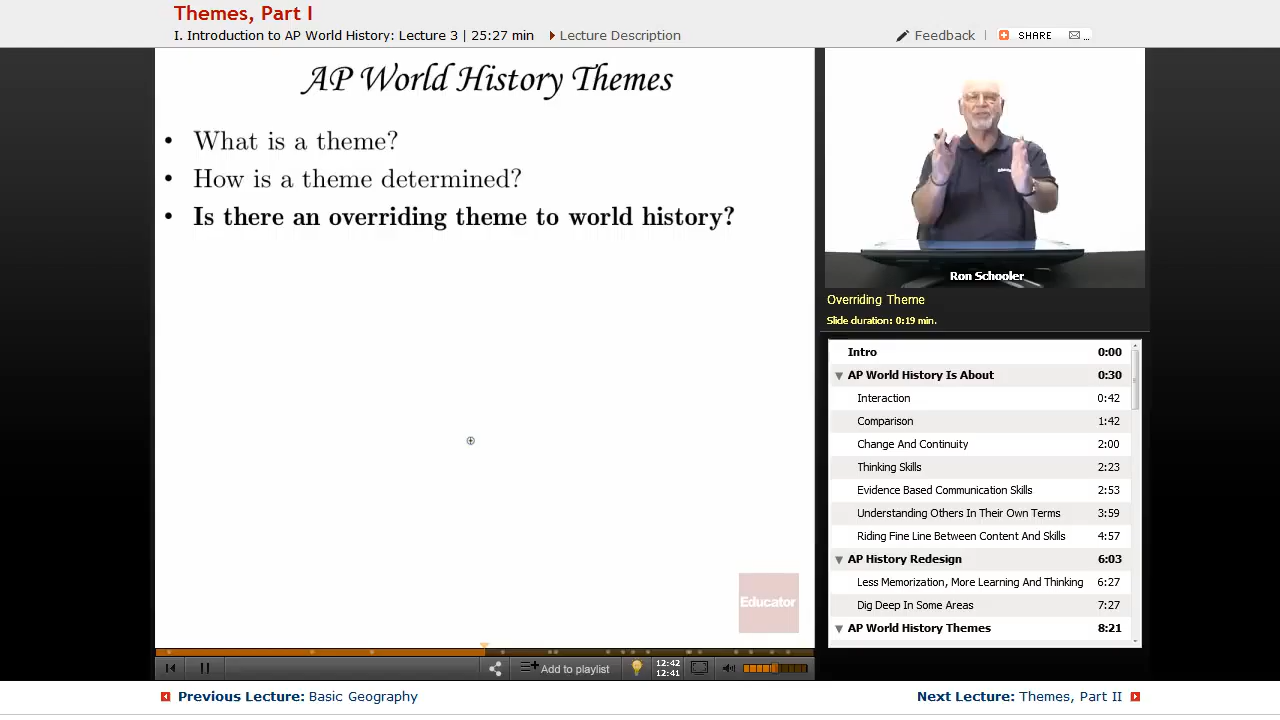 Themes, Part I
I. Introduction to AP World History: Lecture 3 | 25:27 min
Lecture Description
Feedback
SHARE
...
AP World History Themes
• What is a theme?
• How is a theme determined?
• Is there an overriding theme to world history?
Educator
Ron Schooler
Overriding Theme
Slide duration: 0:19 min.
Intro 0:00
AP World History Is About 0:30
Interaction 0:42
Comparison 1:42
Change And Continuity 2:00
Thinking Skills 2:23
Evidence Based Communication Skills 2:53
Understanding Others In Their Own Terms 3:59
Riding Fine Line Between Content And Skills 4:57
AP History Redesign 6:03
Less Memorization, More Learning And Thinking 6:27
Dig Deep In Some Areas 7:27
AP World History Themes 8:21
Add to playlist
12:42
12:41
Previous Lecture: Basic Geography
Next Lecture: Themes, Part II